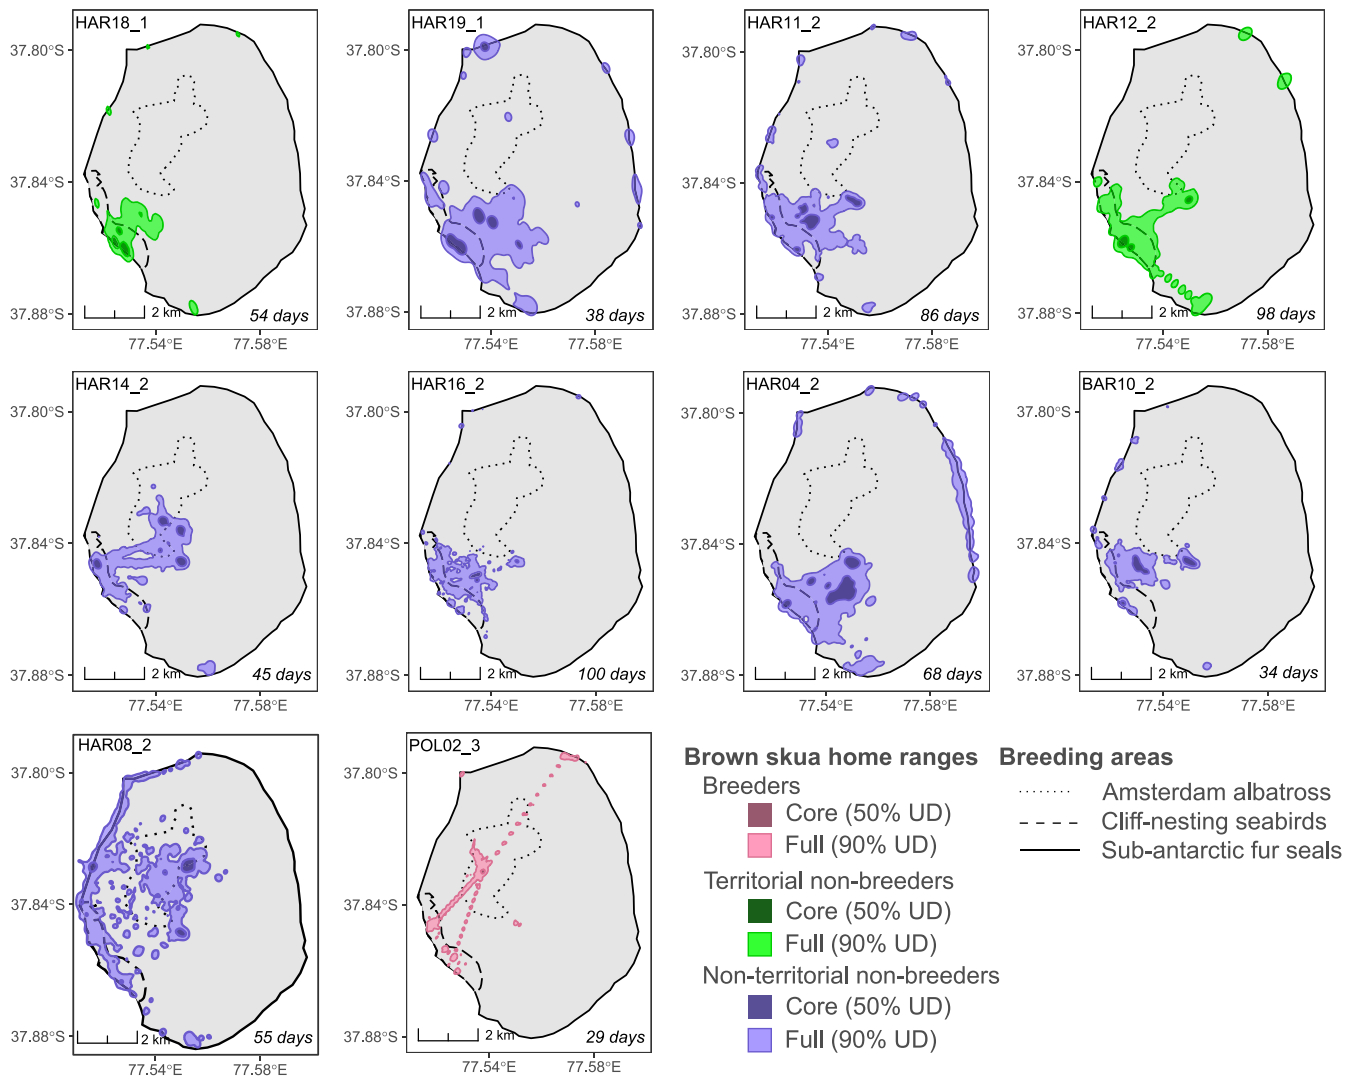 HAR18_1
HAR19_1
HAR11_2
HAR12_2
37.80°S
37.84°S
37.88°S
2 km
54 days
77.54°E
77.58°E
37.80°S
37.84°S
37.88°S
2 km
38 days
77.54°E
77.58°E
37.80°S
37.84°S
37.88°S
2 km
86 days
77.54°E
77.58°E
37.80°S
37.84°S
37.88°S
2 km
98 days
77.54°E
77.58°E
HAR14_2
HAR16_2
HAR04_2
BAR10_2
37.80°S
37.84°S
37.88°S
2 km
45 days
77.54°E
77.58°E
37.80°S
37.84°S
37.88°S
2 km
100 days
77.54°E
77.58°E
37.80°S
37.84°S
37.88°S
2 km
68 days
77.54°E
77.58°E
37.80°S
37.84°S
37.88°S
2 km
34 days
77.54°E
77.58°E
HAR08_2
POL02_3
37.80°S
37.84°S
37.88°S
2 km
55 days
77.54°E
77.58°E
37.80°S
37.84°S
37.88°S
2 km
29 days
77.54°E
77.58°E
Brown skua home ranges
Breeders
Core (50% UD)
Full (90% UD)
Territorial non-breeders
Core (50% UD)
Full (90% UD)
Non-territorial non-breeders
Core (50% UD)
Full (90% UD)
Breeding areas
Amsterdam albatross
Cliff-nesting seabirds
Sub-antarctic fur seals